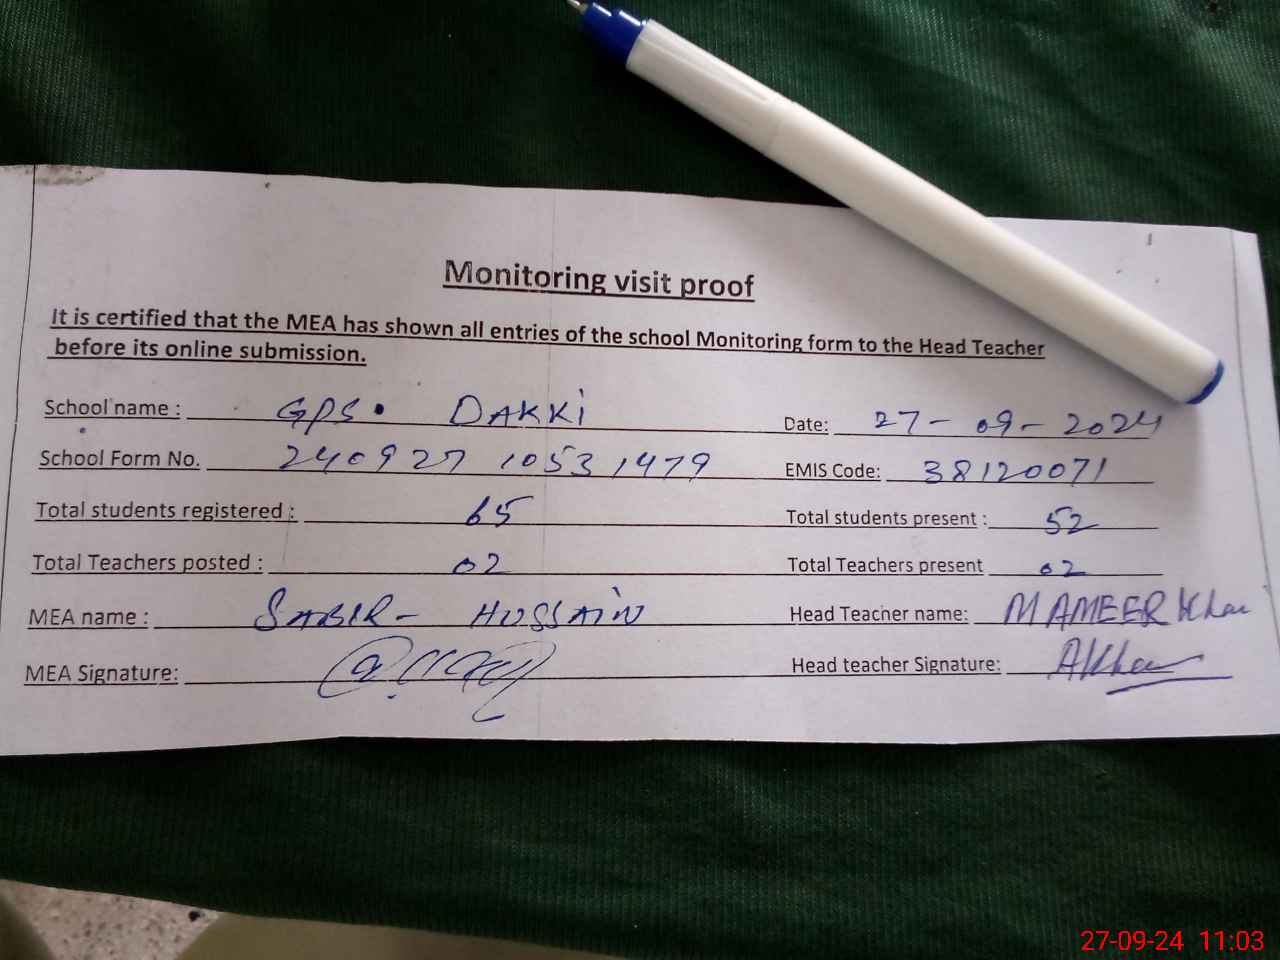 Monitoring visit proof
It is certified that the MEA has shown all entries of the school Monitoring form to the Head Teacher
before its online submission.
School name : GPS. DAKKI Date: 27-09-2024
School Form No. 240927 10531479 EMIS Code: 38120071
Total students registered : 65 Total students present : 52
Total Teachers posted : 02 Total Teachers present 02
MEA name : SABIR- HUSSAIN Head Teacher name: MAMEER Khan
MEA Signature: Head teacher Signature: AKhan
27-09-24 11:03